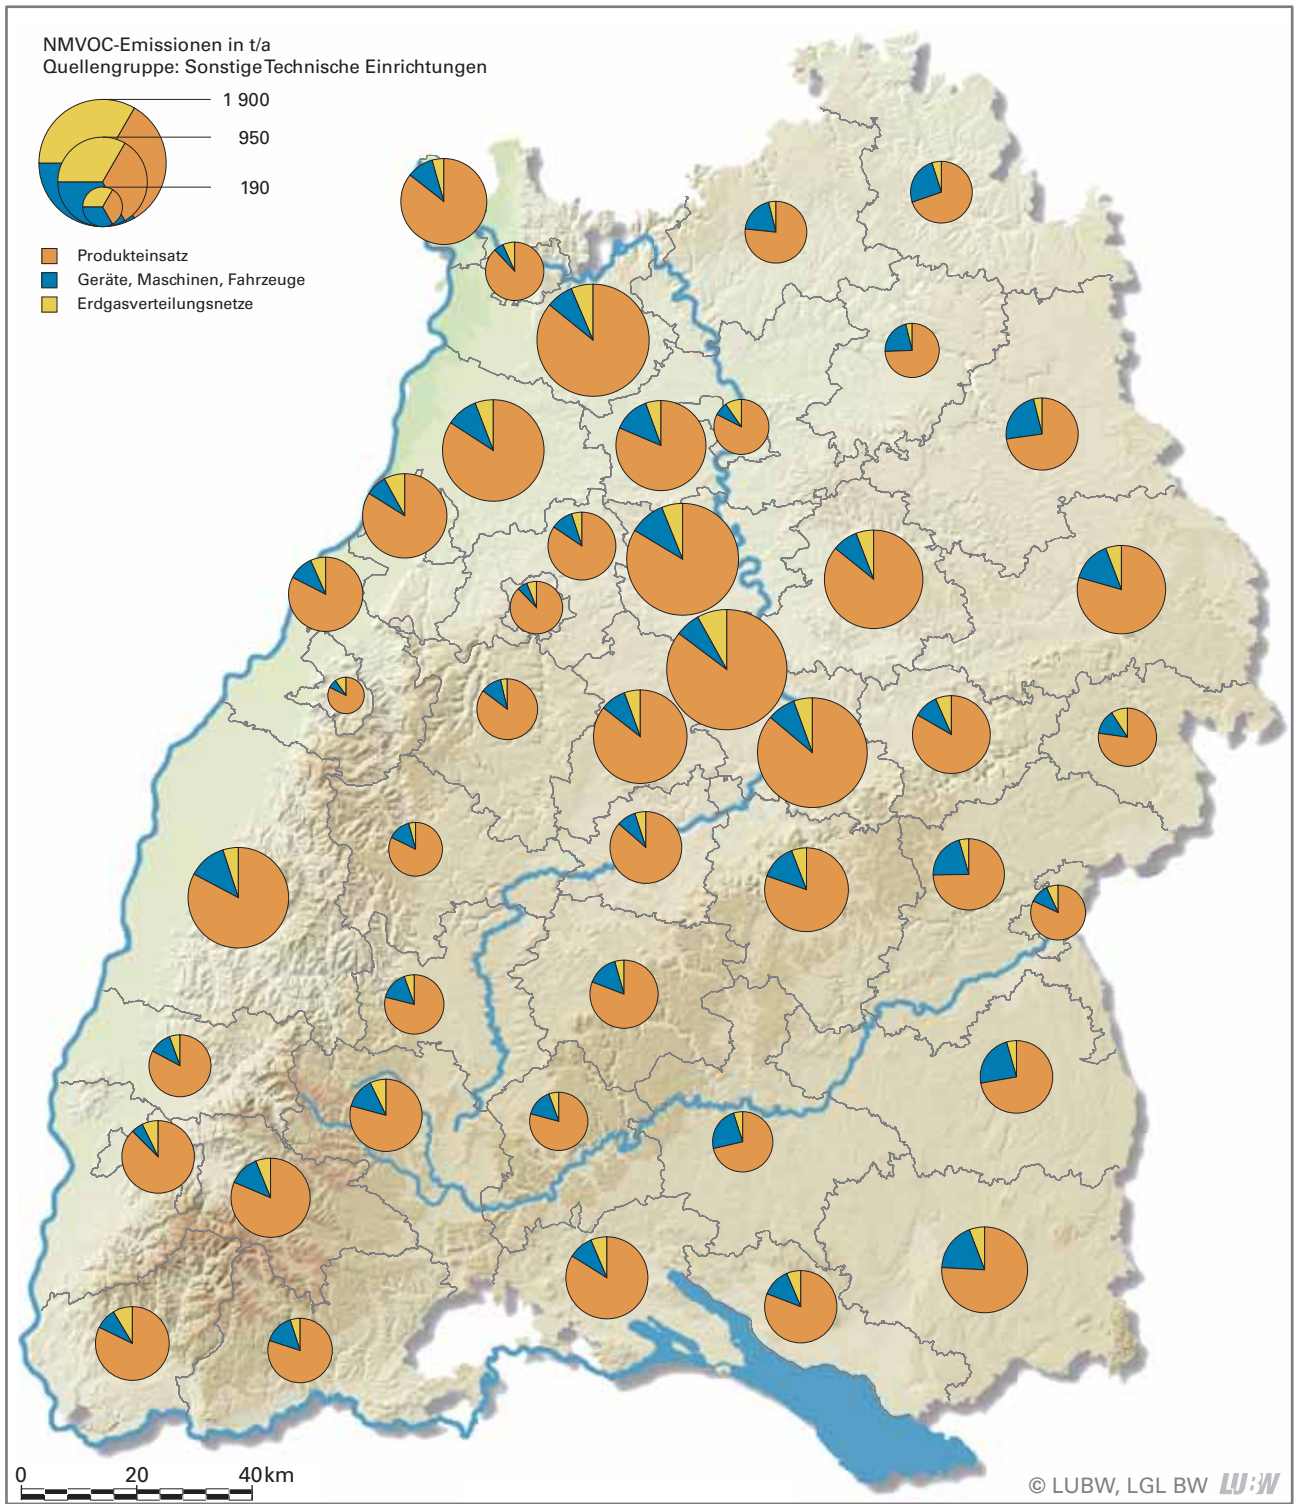 NMVOC-Emissionen in t/a
Quellengruppe: Sonstige Technische Einrichtungen
1 900
950
190
Produkteinsatz
Geräte, Maschinen, Fahrzeuge
Erdgasverteilungsnetze
0 20 40 km
© LUBW, LGL BW LUBW